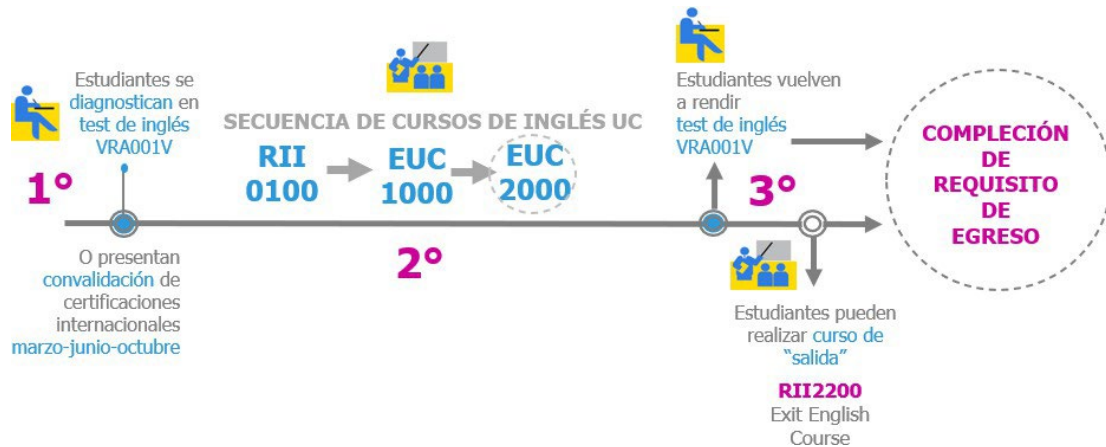 Estudiantes se
diagnostican en
test de inglés
VRA001V
1°
O presentan
convalidación de
certificaciones
internacionales
marzo-junio-octubre
SECUENCIA DE CURSOS DE INGLÉS UC
RII
0100
EUC
1000
EUC
2000
2°
Estudiantes vuelven
a rendir
test de inglés
VRA001V
3°
Estudiantes pueden
realizar curso de
“salida”
RII2200
Exit English
Course
COMPLECIÓN
DE
REQUISITO
DE
EGRESO